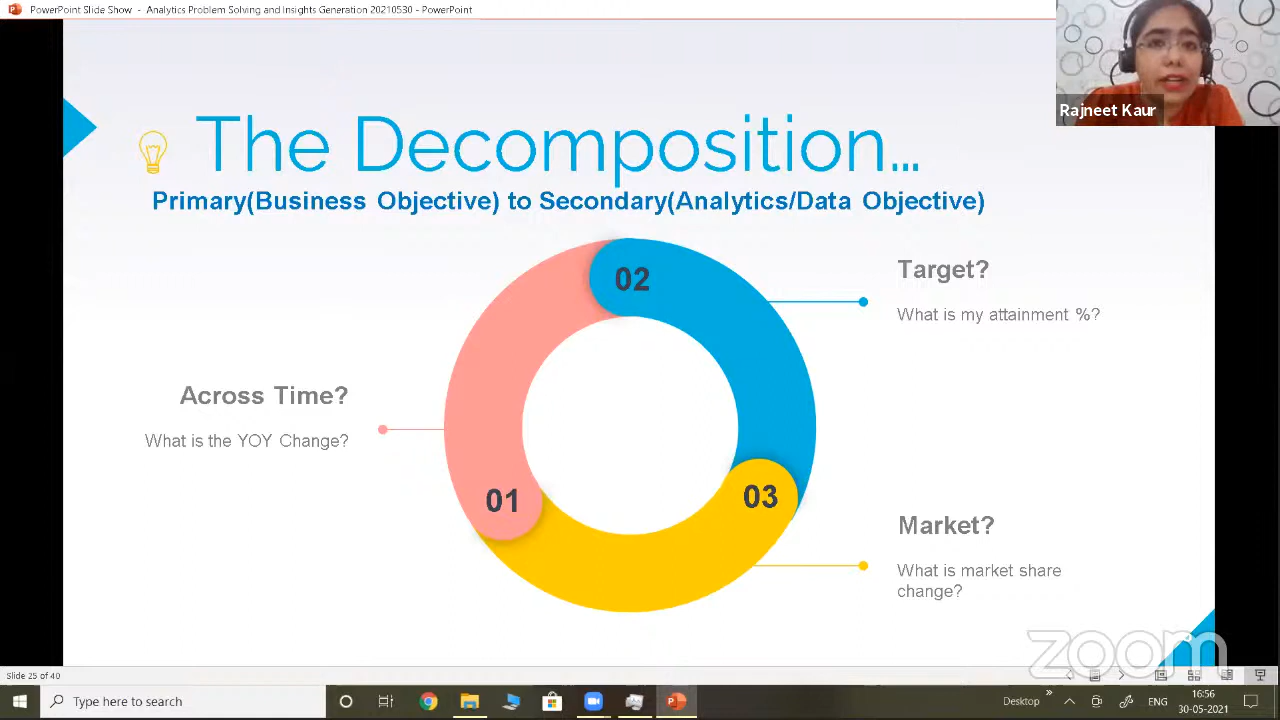 PowerPoint Slide Show - Analytics Problem Solving and Insights Generation 20210530 - PowerPoint
Rajneet Kaur
The Decomposition...
Primary(Business Objective) to Secondary(Analytics/Data Objective)
02
Target?
What is my attainment %?
Across Time?
What is the YOY Change?
01
03
Market?
What is market share
change?
zoom
Slide 25 of 40
Type here to search
Desktop
ENG
16:56
30-05-2021